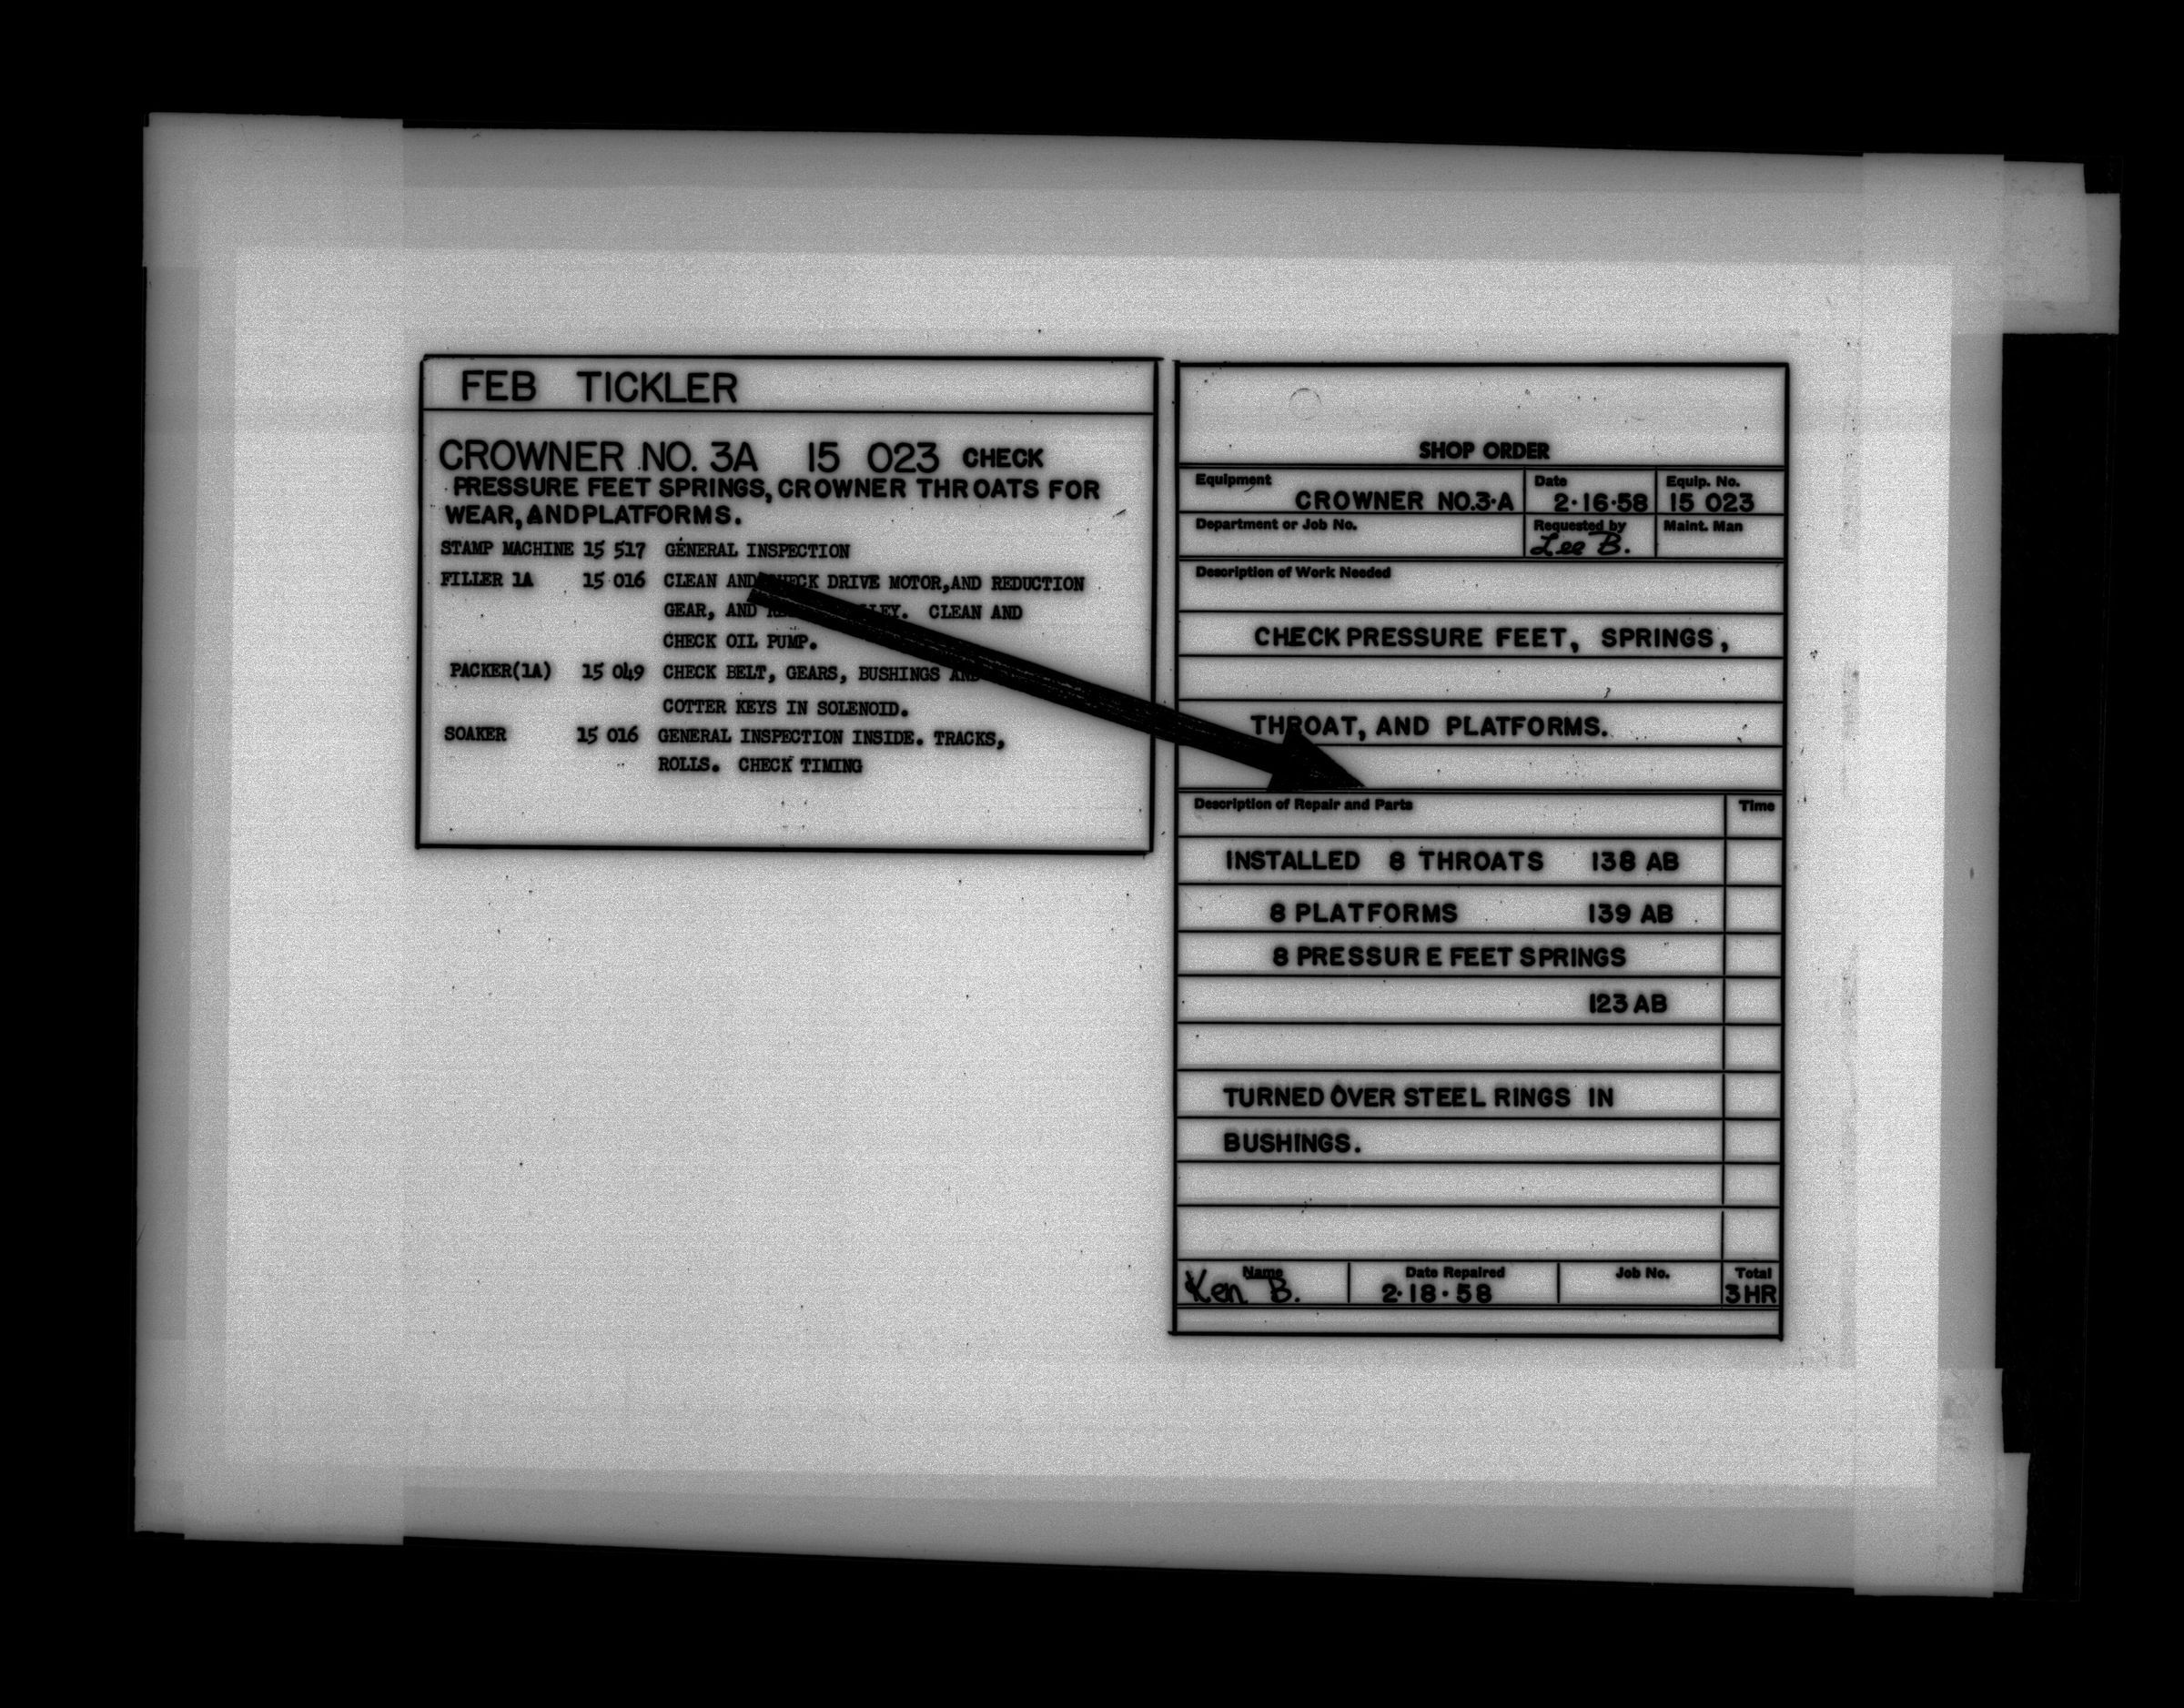 FEB TICKLER
CROWNER NO. 3A 15 023 CHECK
PRESSURE FEET SPRINGS, CROWNER THROATS FOR
WEAR, AND PLATFORMS.
STAMP MACHINE 15 517 GENERAL INSPECTION
FILLER 1A 15 016 CLEAN AND CHECK DRIVE MOTOR, AND REDUCTION
GEAR, AND CLEAN AND
CHECK OIL PUMP.
PACKER(1A) 15 049 CHECK BELT, GEARS, BUSHINGS AND
COTTER KEYS IN SOLENOID.
SOAKER 15 016 GENERAL INSPECTION INSIDE. TRACKS,
ROLLS. CHECK TIMING
SHOP ORDER
Equipment Date Equip. No.
CROWNER NO.3·A 2·16·58 15 023
Department or Job No. Requested by Maint. Man
Lee B.
Description of Work Needed
CHECK PRESSURE FEET, SPRINGS,
THROAT, AND PLATFORMS.
Description of Repair and Parts Time
INSTALLED 8 THROATS 138 AB
8 PLATFORMS 139 AB
8 PRESSURE FEET SPRINGS
123 AB
TURNED OVER STEEL RINGS IN
BUSHINGS.
Name Date Repaired Job No. Total
Ken B. 2·18·58 3 HR